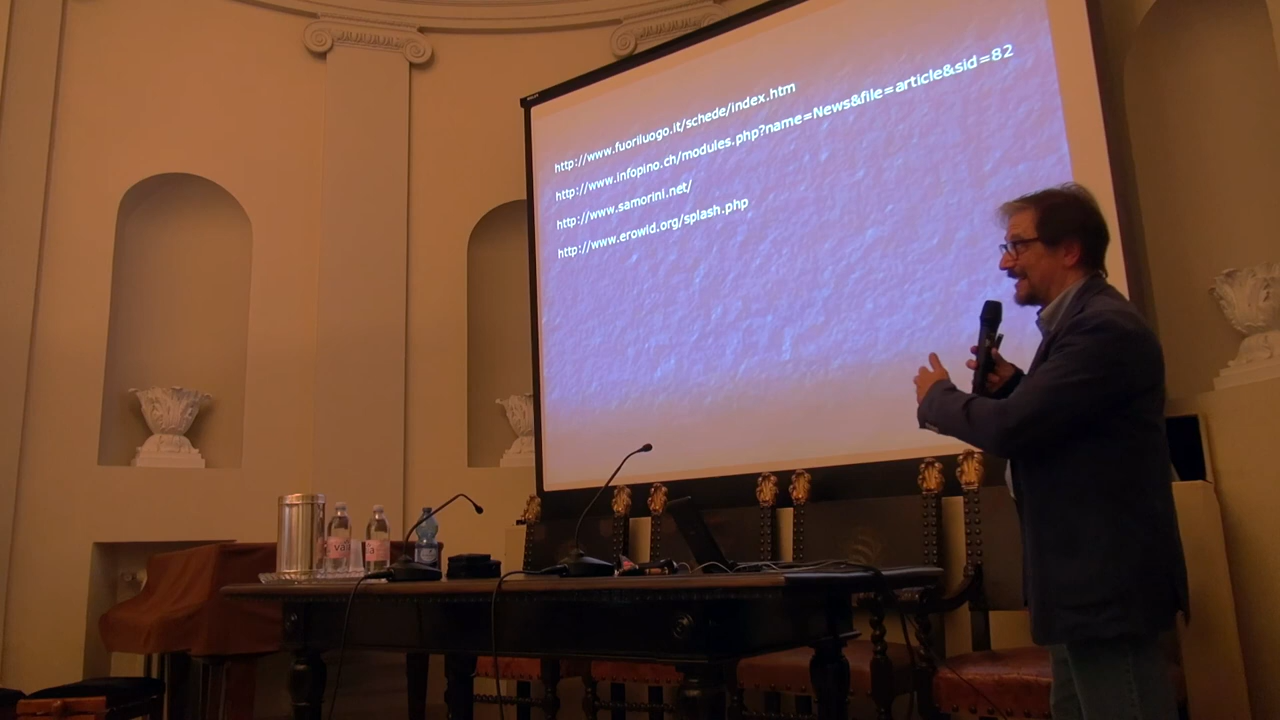 http://www.fuoriluogo.it/schede/index.htm
http://www.infopino.ch/modules.php?name=News&file=article&sid=82
http://www.samorini.net/
http://www.erowid.org/splash.php